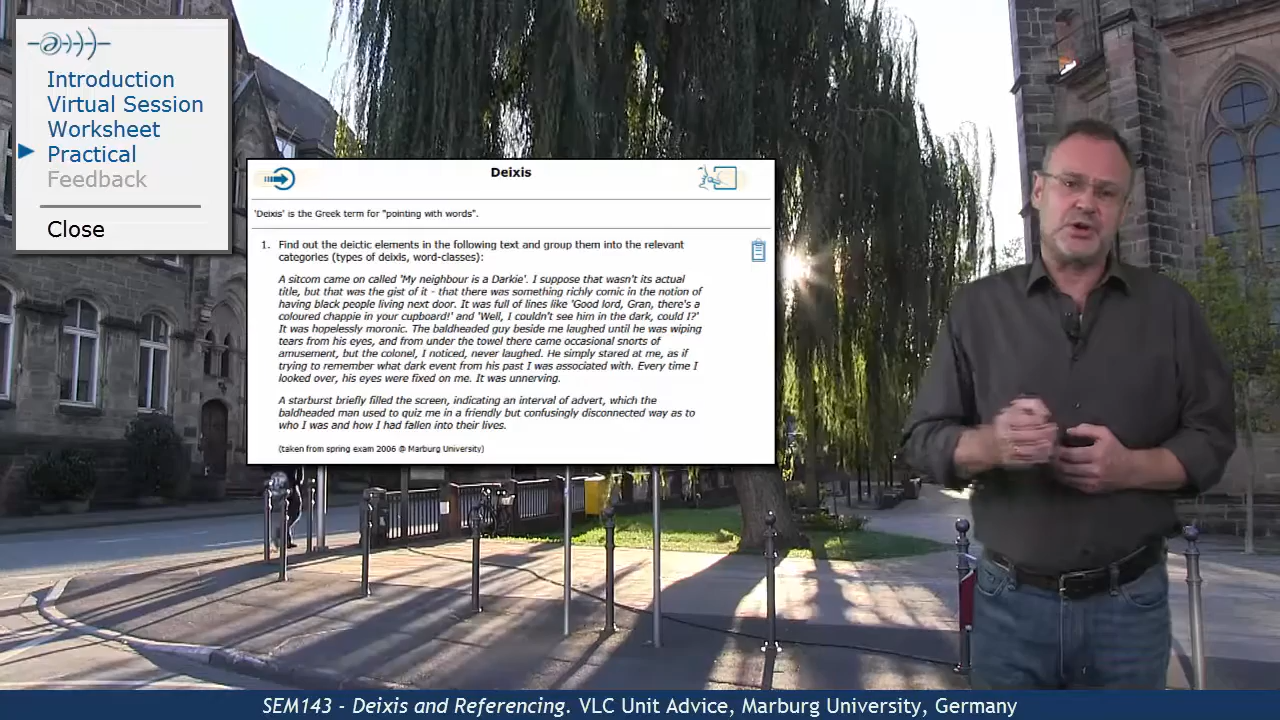 Introduction
Virtual Session
Worksheet
Practical
Feedback
Close
Deixis
'Deixis' is the Greek term for "pointing with words".
1. Find out the deictic elements in the following text and group them into the relevant
categories (types of deixis, word-classes):
A sitcom came on called 'My neighbour is a Darkie'. I suppose that wasn't its actual
title, but that was the gist of it - that there was something richly comic in the notion of
having black people living next door. It was full of lines like 'Good lord, Gran, there's a
coloured chappie in your cupboard!' and 'Well, I couldn't see him in the dark, could I?'
It was hopelessly moronic. The baldheaded guy beside me laughed until he was wiping
tears from his eyes, and from under the towel there came occasional snorts of
amusement, but the colonel, I noticed, never laughed. He simply stared at me, as if
trying to remember what dark event from his past I was associated with. Every time I
looked over, his eyes were fixed on me. It was unnerving.
A starburst briefly filled the screen, indicating an interval of advert, which the
baldheaded man used to quiz me in a friendly but confusingly disconnected way as to
who I was and how I had fallen into their lives.
(taken from spring exam 2006 @ Marburg University)
SEM143 - Deixis and Referencing. VLC Unit Advice, Marburg University, Germany